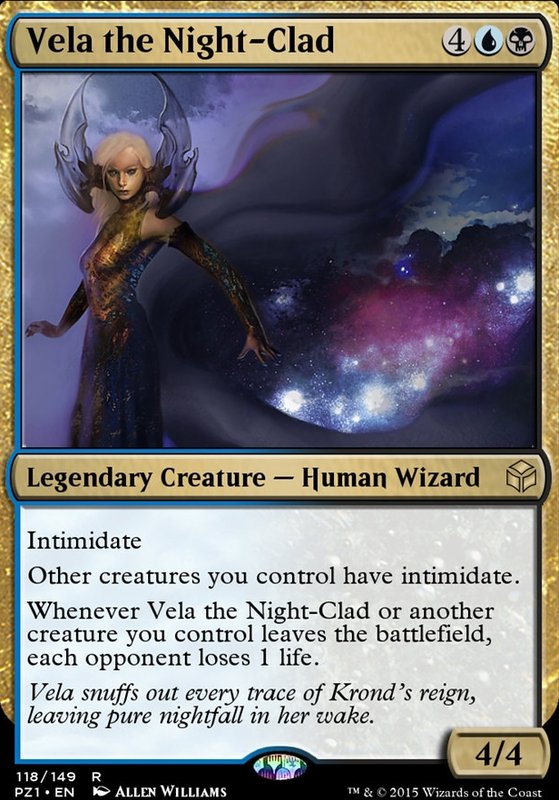 Vela the Night-Clad 4
Legendary Creature — Human Wizard
Intimidate
Other creatures you control have intimidate.
Whenever Vela the Night-Clad or another
creature you control leaves the battlefield,
each opponent loses 1 life.
Vela snuffs out every trace of Krond's reign,
leaving pure nightfall in her wake.
4/4
118/149 R
PZ1 • EN Allen Williams
™ & © 2015 Wizards of the Coast